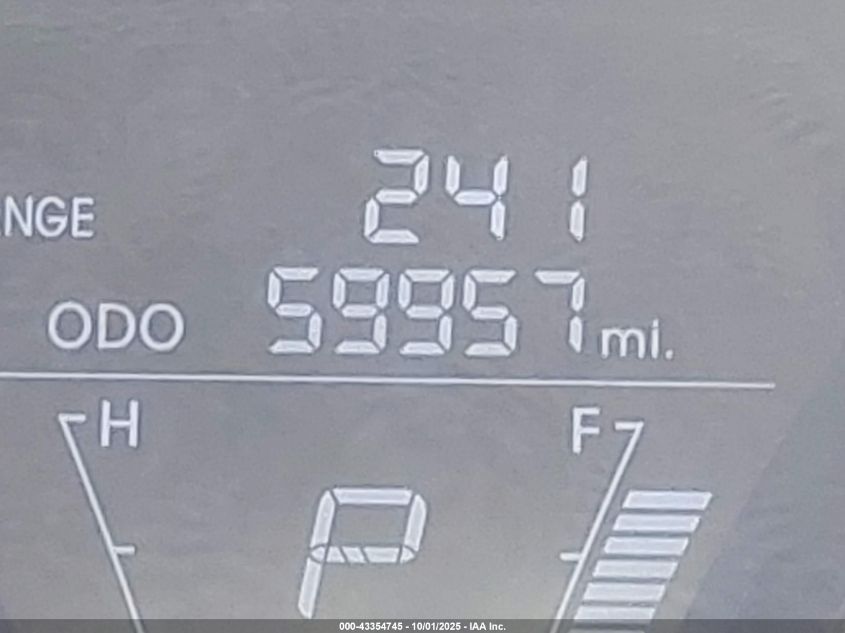 NGE 241
ODO 59957 mi.
H F
P
000-43354745 - 10/01/2025 - IAA Inc.